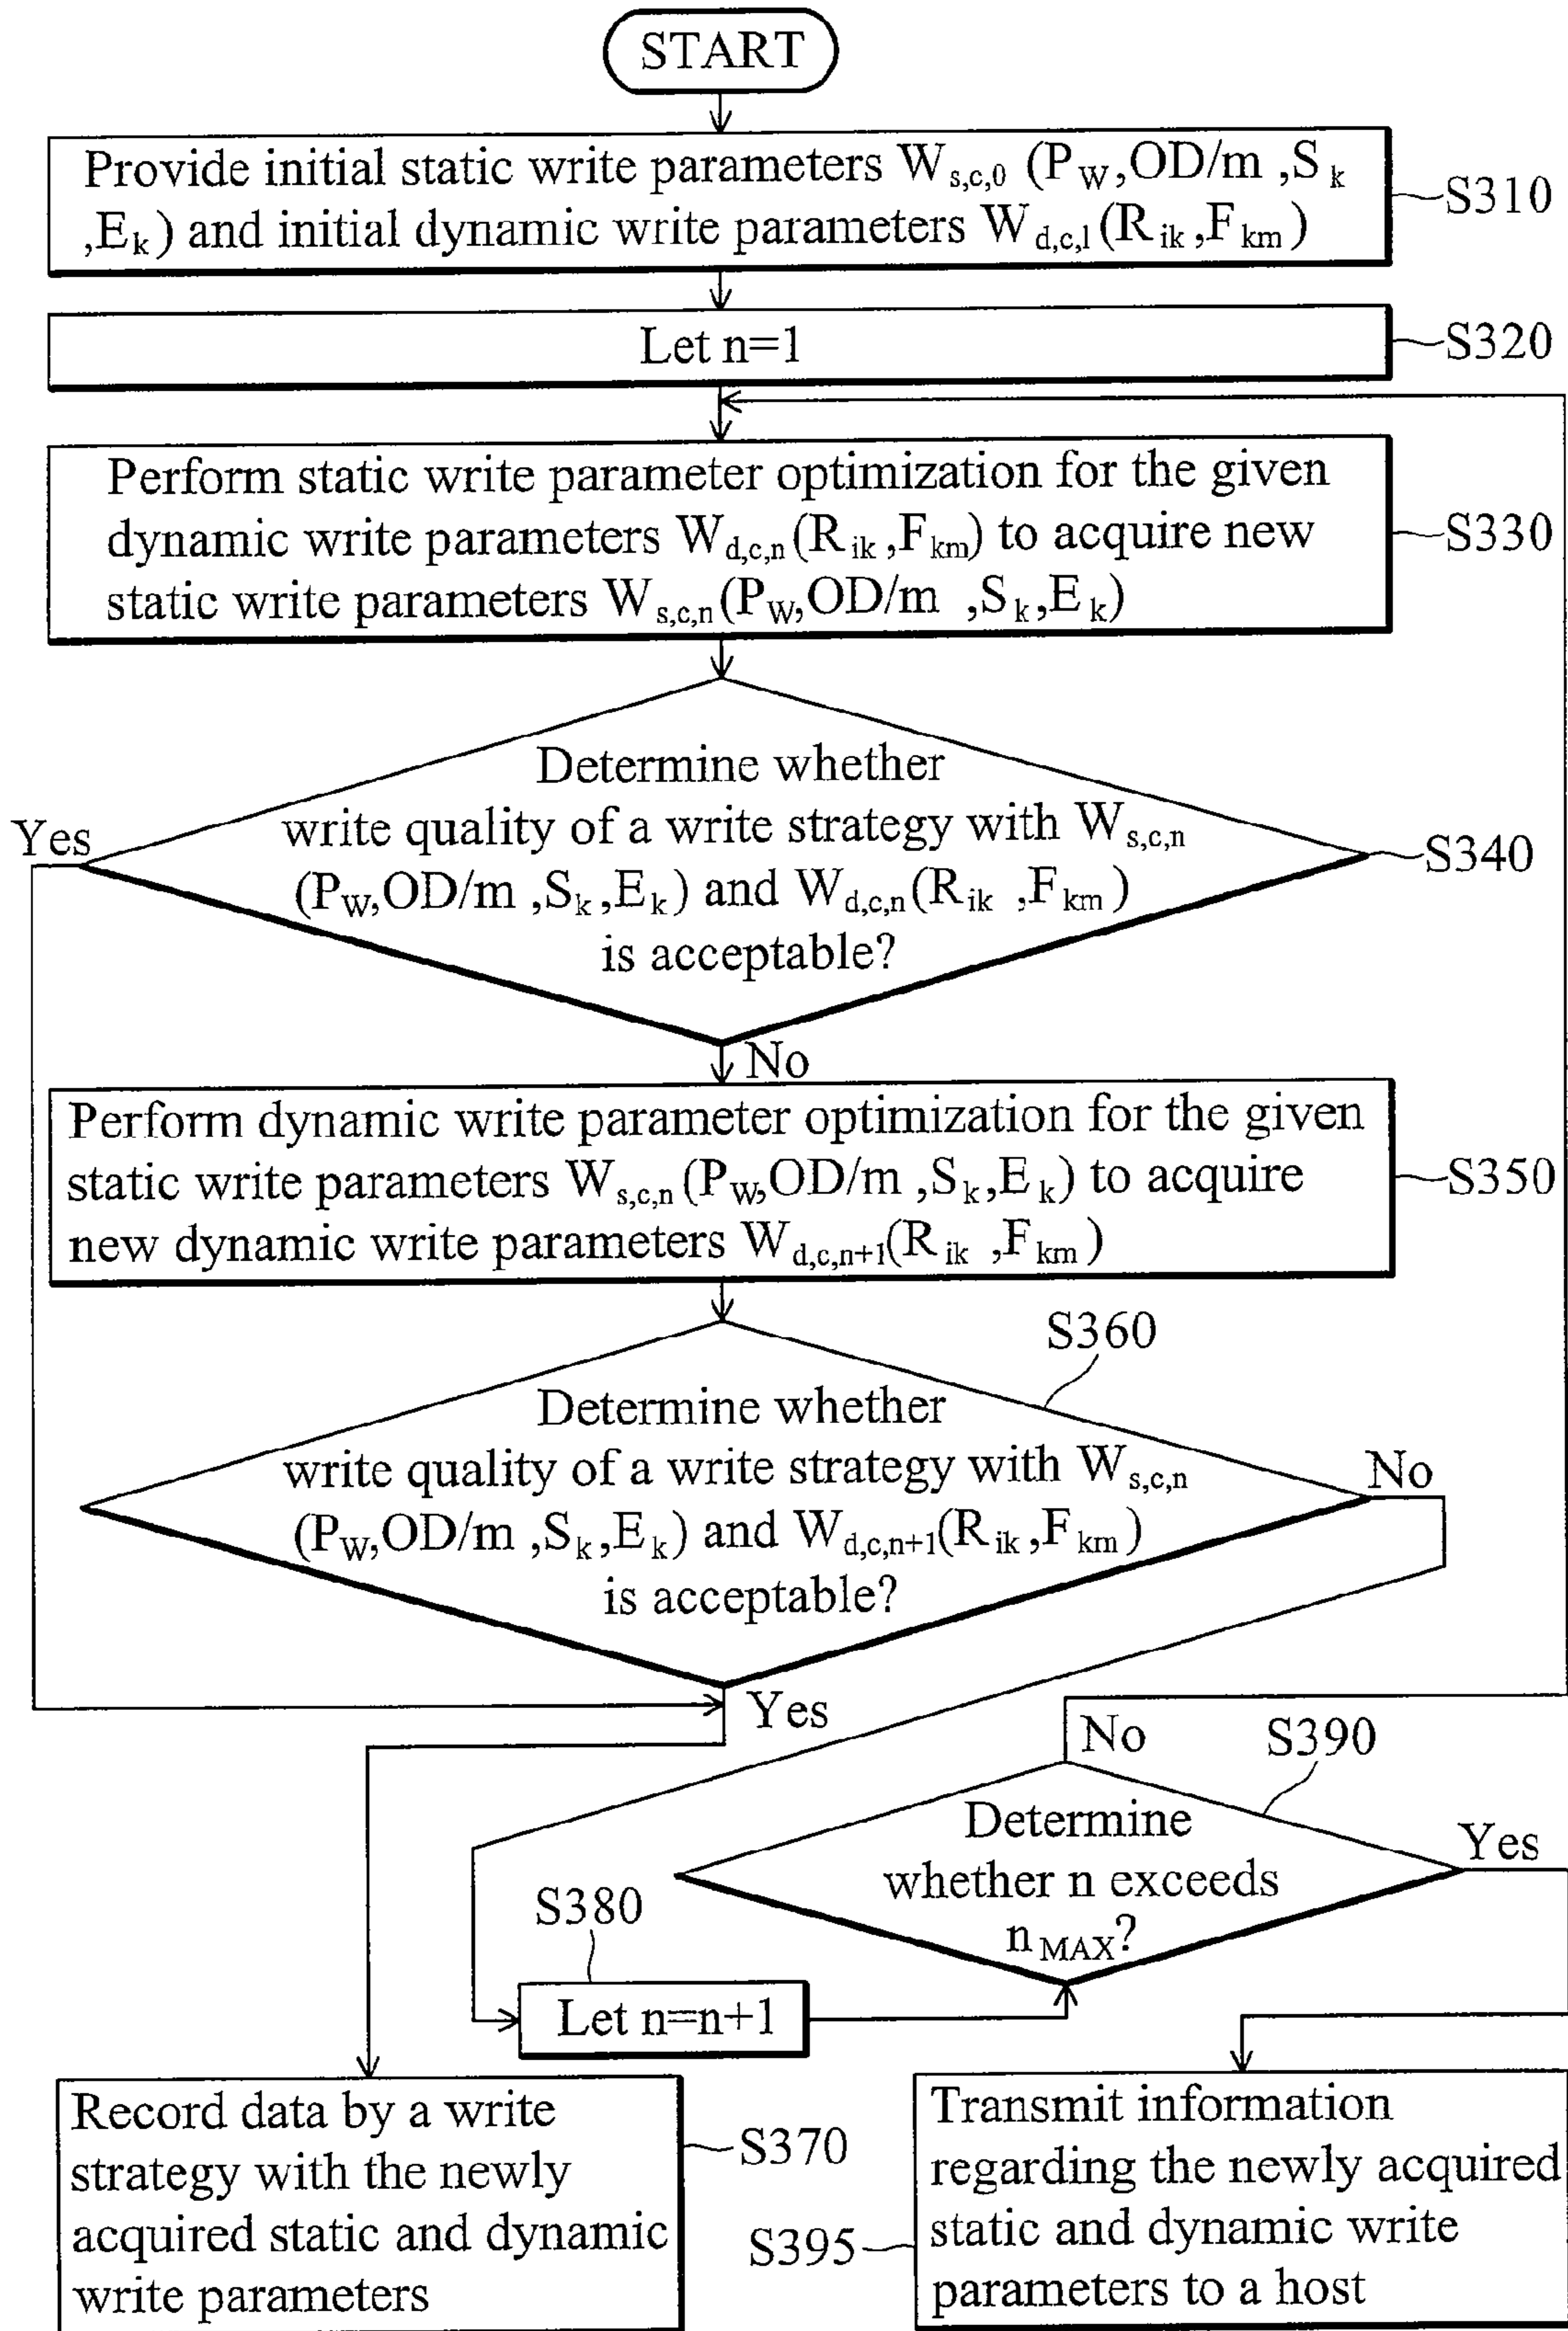 START
Provide initial static write parameters W_{s,c,0} (P_W,OD/m ,S_k
,E_k) and initial dynamic write parameters W_{d,c,1}(R_{ik},F_{km})
S310
Let n=1
S320
Perform static write parameter optimization for the given
dynamic write parameters W_{d,c,n}(R_{ik},F_{km}) to acquire new
static write parameters W_{s,c,n}(P_W,OD/m ,S_k,E_k)
S330
Determine whether
write quality of a write strategy with W_{s,c,n}
(P_W,OD/m ,S_k,E_k) and W_{d,c,n}(R_{ik} ,F_{km})
is acceptable?
Yes
S340
No
Perform dynamic write parameter optimization for the given
static write parameters W_{s,c,n}(P_W,OD/m ,S_k,E_k) to acquire
new dynamic write parameters W_{d,c,n+1}(R_{ik} ,F_{km})
S350
S360
Determine whether
write quality of a write strategy with W_{s,c,n}
(P_W,OD/m ,S_k,E_k) and W_{d,c,n+1}(R_{ik},F_{km})
is acceptable?
No
Yes
No
S390
Determine
whether n exceeds
n_{MAX}?
Yes
S380
Let n=n+1
Record data by a write
strategy with the newly
acquired static and dynamic
write parameters
S370
Transmit information
regarding the newly acquired
static and dynamic write
parameters to a host
S395